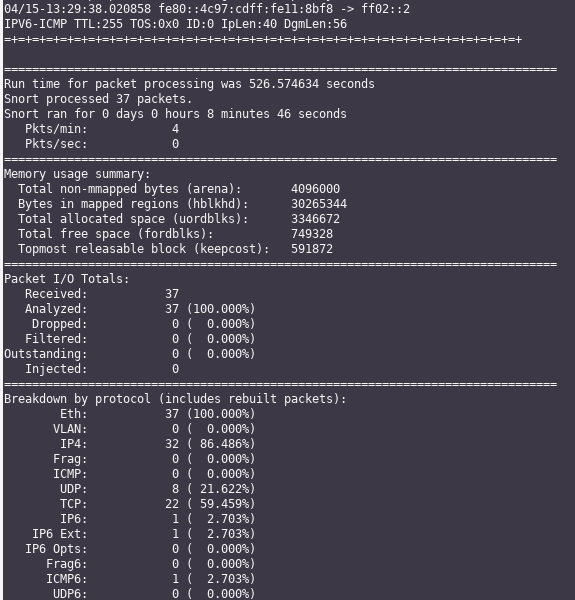 04/15-13:29:38.020858 fe80::4c97:cdff:fe11:8bf8 -> ff02::2
IPV6-ICMP TTL:255 TOS:0x0 ID:0 IpLen:40 DgmLen:56
=+=+=+=+=+=+=+=+=+=+=+=+=+=+=+=+=+=+=+=+=+=+=+=+=+=+=+=+=+=+=+=+=+=+=+=+=+
===============================================================================
Run time for packet processing was 526.574634 seconds
Snort processed 37 packets.
Snort ran for 0 days 0 hours 8 minutes 46 seconds
   Pkts/min:            4
   Pkts/sec:            0
===============================================================================
Memory usage summary:
  Total non-mmapped bytes (arena):       4096000
  Bytes in mapped regions (hblkhd):      30265344
  Total allocated space (uordblks):      3346672
  Total free space (fordblks):           749328
  Topmost releasable block (keepcost):   591872
===============================================================================
Packet I/O Totals:
   Received:           37
   Analyzed:           37 (100.000%)
    Dropped:            0 (  0.000%)
   Filtered:            0 (  0.000%)
Outstanding:            0 (  0.000%)
   Injected:            0
===============================================================================
Breakdown by protocol (includes rebuilt packets):
        Eth:           37 (100.000%)
       VLAN:            0 (  0.000%)
        IP4:           32 ( 86.486%)
       Frag:            0 (  0.000%)
       ICMP:            0 (  0.000%)
        UDP:            8 ( 21.622%)
        TCP:           22 ( 59.459%)
        IP6:            1 (  2.703%)
    IP6 Ext:            1 (  2.703%)
   IP6 Opts:            0 (  0.000%)
      Frag6:            0 (  0.000%)
      ICMP6:            1 (  2.703%)
       UDP6:            0 (  0.000%)